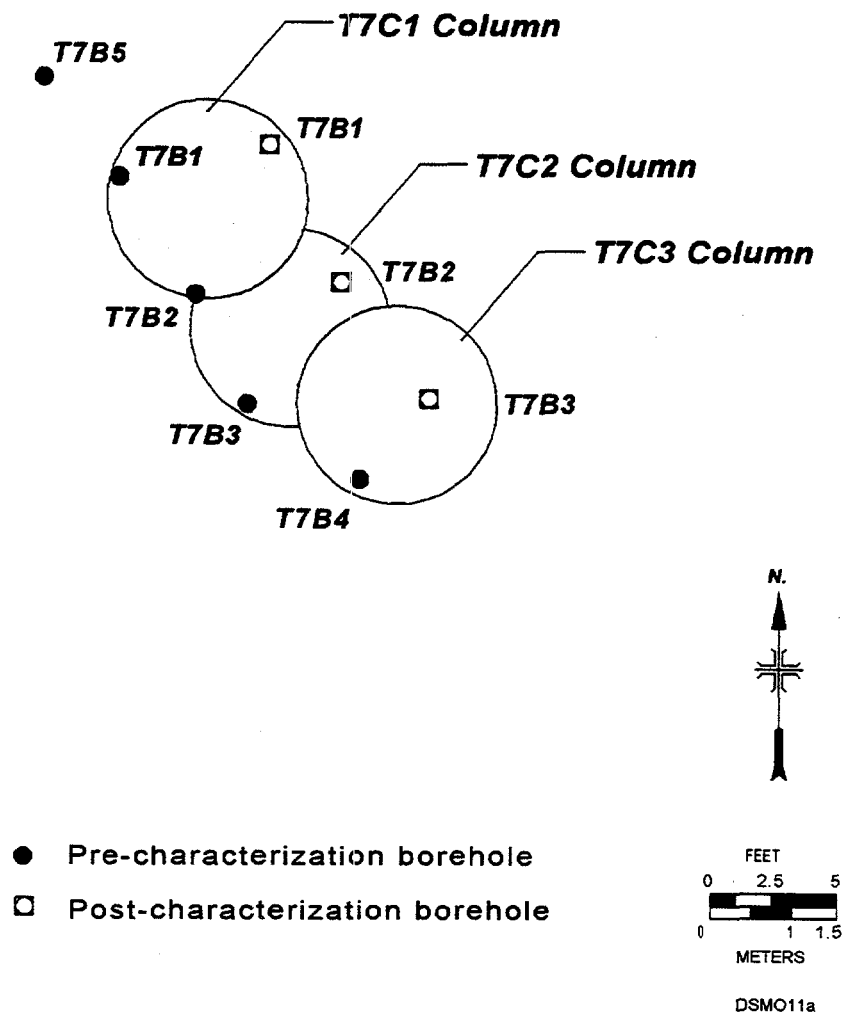 T7C1 Column
T7B5
T7B1
T7B1
T7C2 Column
T7C3 Column
T7B2
T7B2
T7B3
T7B3
T7B4
N.
Pre-characterization borehole
Post-characterization borehole
FEET
0 2.5 5
0 1 1.5
METERS
DSMO11a